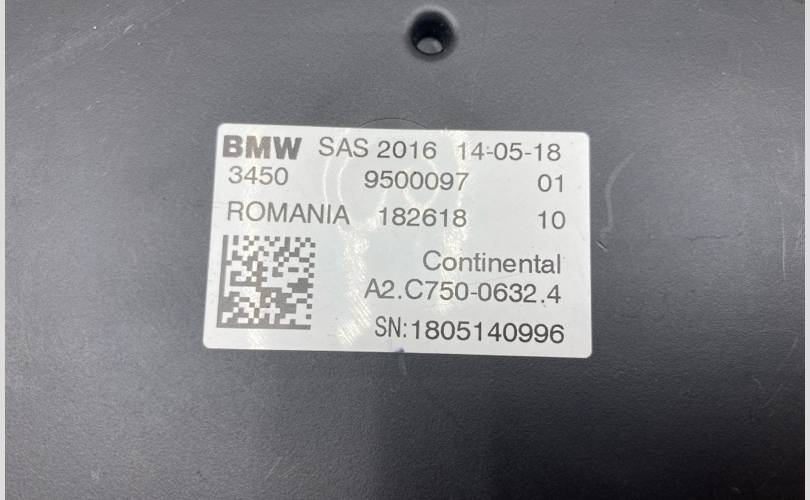 BMW SAS 2016 14-05-18
3450 9500097 01
ROMANIA 182618 10
Continental
A2.C750-0632.4
SN:1805140996